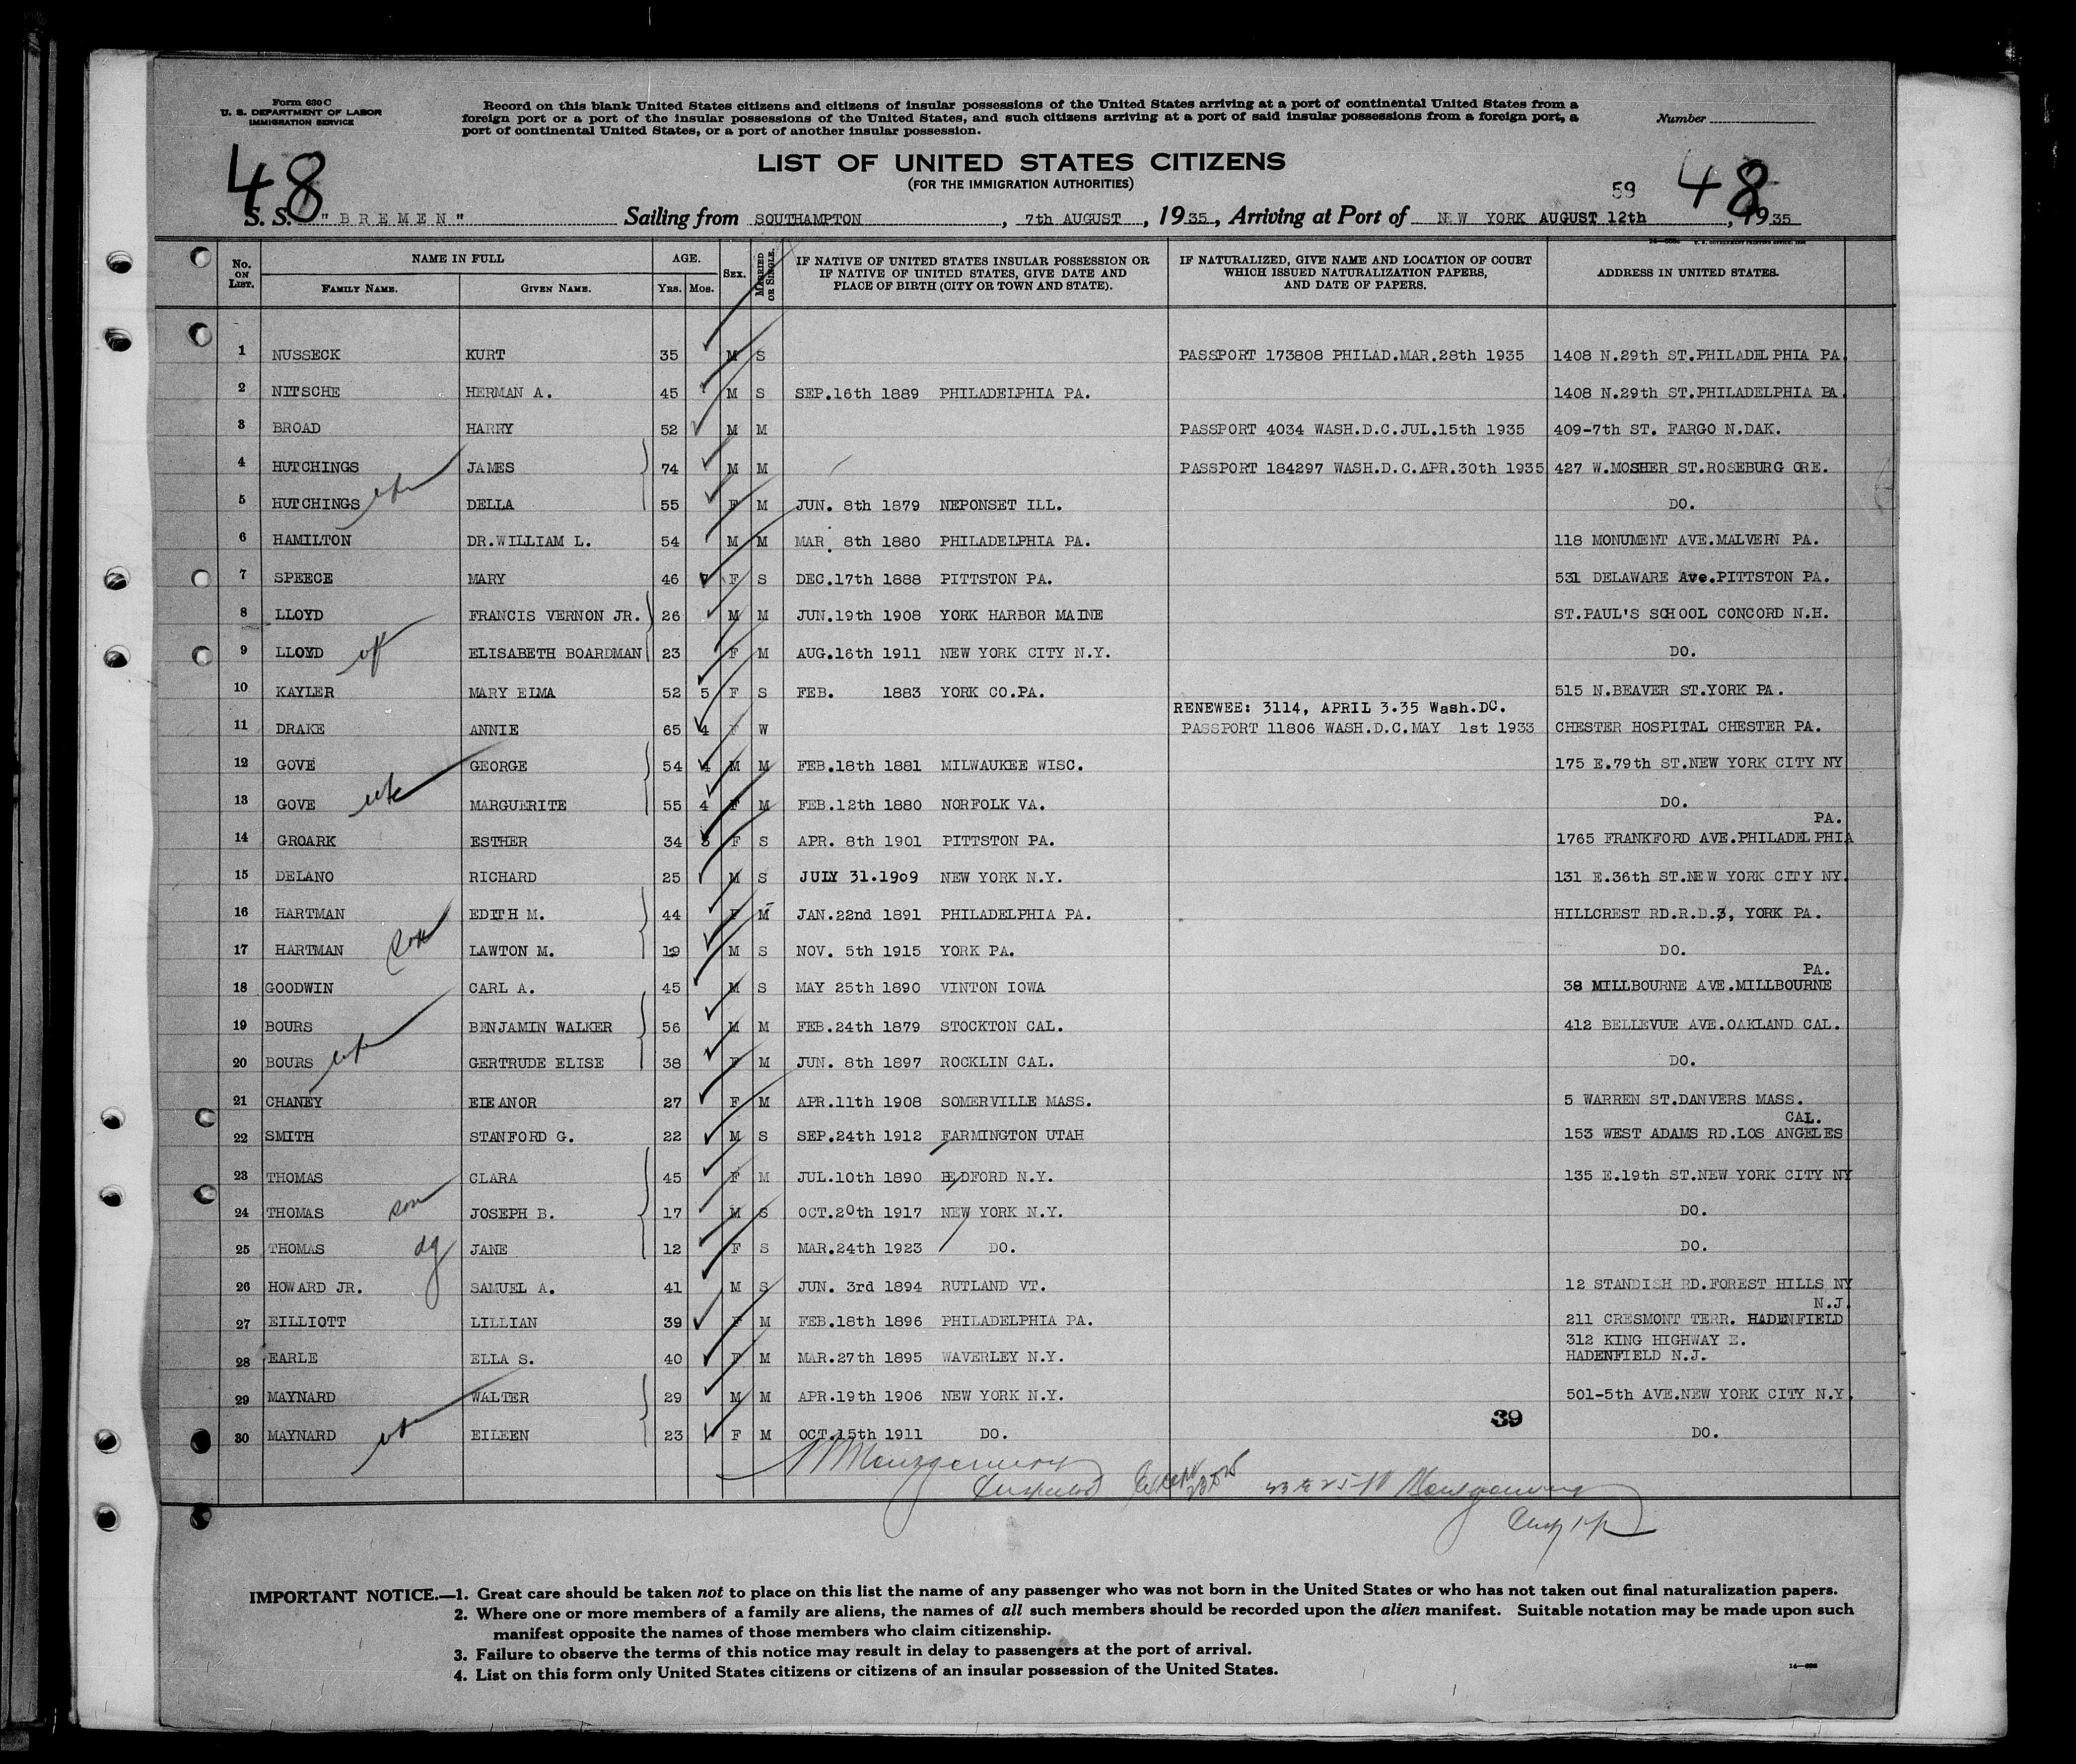 Form 630 C
U. S. DEPARTMENT OF LABOR
IMMIGRATION SERVICE
Record on this blank United States citizens and citizens of insular possessions of the United States arriving at a port of continental United States from a
foreign port or a port of the insular possessions of the United States, and such citizens arriving at a port of said insular possessions from a foreign port, a
port of continental United States, or a port of another insular possession.
Number
48
LIST OF UNITED STATES CITIZENS
(FOR THE IMMIGRATION AUTHORITIES)
59
48
S. S. "BREMEN" Sailing from SOUTHAMPTON, 7th AUGUST, 1935, Arriving at Port of NEW YORK AUGUST 12th, 1935
No. ON LIST. NAME IN FULL FAMILY NAME. GIVEN NAME. AGE. YRS. MOS. SEX. MARRIED OR SINGLE. IF NATIVE OF UNITED STATES INSULAR POSSESSION OR IF NATIVE OF UNITED STATES, GIVE DATE AND PLACE OF BIRTH (CITY OR TOWN AND STATE). IF NATURALIZED, GIVE NAME AND LOCATION OF COURT WHICH ISSUED NATURALIZATION PAPERS, AND DATE OF PAPERS. ADDRESS IN UNITED STATES.
1 NUSSECK KURT 35 M S PASSPORT 173808 PHILAD.MAR.28th 1935 1408 N.29th ST.PHILADELPHIA PA.
2 NITSCHE HERMAN A. 45 M S SEP.16th 1889 PHILADELPHIA PA. 1408 N.29th ST.PHILADELPHIA PA.
3 BROAD HARRY 52 M M PASSPORT 4034 WASH.D.C.JUL.15th 1935 409-7th ST. FARGO N.DAK.
4 HUTCHINGS JAMES 74 M M PASSPORT 184297 WASH.D.C.APR.30th 1935 427 W.MOSHER ST.ROSEBURG ORE.
5 HUTCHINGS DELLA 55 F M JUN. 8th 1879 NEPONSET ILL. DO.
6 HAMILTON DR.WILLIAM L. 54 M M MAR. 8th 1880 PHILADELPHIA PA. 118 MONUMENT AVE.MALVERN PA.
7 SPEECE MARY 46 7 F S DEC.17th 1888 PITTSTON PA. 531 DELAWARE Ave.PITTSTON PA.
8 LLOYD FRANCIS VERNON JR. 26 M M JUN.19th 1908 YORK HARBOR MAINE ST.PAUL'S SCHOOL CONCORD N.H.
9 LLOYD ELISABETH BOARDMAN 23 F M AUG.16th 1911 NEW YORK CITY N.Y. DO.
10 KAYLER MARY ELMA 52 5 F S FEB. 1883 YORK CO.PA. 515 N.BEAVER ST.YORK PA.
RENEWEE: 3114, APRIL 3.35 Wash.DC.
11 DRAKE ANNIE 65 4 F W PASSPORT 11806 WASH.D.C.MAY 1st 1933 CHESTER HOSPITAL CHESTER PA.
12 GOVE GEORGE 54 4 M M FEB.18th 1881 MILWAUKEE WISC. 175 E.79th ST.NEW YORK CITY NY
13 GOVE MARGUERITE 55 4 F M FEB.12th 1880 NORFOLK VA. DO.
PA.
14 GROARK ESTHER 34 3 F S APR. 8th 1901 PITTSTON PA. 1765 FRANKFORD AVE.PHILADELPHIA
15 DELANO RICHARD 25 M S JULY 31.1909 NEW YORK N.Y. 131 E.36th ST.NEW YORK CITY NY.
16 HARTMAN EDITH M. 44 F M JAN.22nd 1891 PHILADELPHIA PA. HILLCREST RD.R.D.3, YORK PA.
17 HARTMAN son LAWTON M. 19 M S NOV. 5th 1915 YORK PA. DO.
PA.
18 GOODWIN CARL A. 45 M S MAY 25th 1890 VINTON IOWA 38 MILLBOURNE AVE.MILLBOURNE
19 BOURS BENJAMIN WALKER 56 M M FEB.24th 1879 STOCKTON CAL. 412 BELLEVUE AVE.OAKLAND CAL.
20 BOURS GERTRUDE ELISE 38 F M JUN. 8th 1897 ROCKLIN CAL. DO.
21 CHANEY ELEANOR 27 F M APR.11th 1908 SOMERVILLE MASS. 5 WARREN ST.DANVERS MASS.
CAL.
22 SMITH STANFORD G. 22 M S SEP.24th 1912 FARMINGTON UTAH 153 WEST ADAMS RD.LOS ANGELES
23 THOMAS CLARA 45 F M JUL.10th 1890 BEDFORD N.Y. 135 E.19th ST.NEW YORK CITY NY
24 THOMAS son JOSEPH B. 17 M S OCT.20th 1917 NEW YORK N.Y. DO.
25 THOMAS dg JANE 12 F S MAR.24th 1923 DO. DO.
26 HOWARD JR. SAMUEL A. 41 M S JUN. 3rd 1894 RUTLAND VT. 12 STANDISH RD.FOREST HILLS NY
N.J.
27 EILLIOTT LILLIAN 39 F M FEB.18th 1896 PHILADELPHIA PA. 211 CRESMONT TERR. HADENFIELD
312 KING HIGHWAY E.
28 EARLE ELLA S. 40 F M MAR.27th 1895 WAVERLEY N.Y. HADENFIELD N.J.
29 MAYNARD WALTER 29 M M APR.19th 1906 NEW YORK N.Y. 501-5th AVE.NEW YORK CITY N.Y.
39
30 MAYNARD EILEEN 23 F M OCT.15th 1911 DO. DO.
Montgomery
Inspector Except 23 to 25 Montgomery
Insp
IMPORTANT NOTICE.—1. Great care should be taken not to place on this list the name of any passenger who was not born in the United States or who has not taken out final naturalization papers.
2. Where one or more members of a family are aliens, the names of all such members should be recorded upon the alien manifest. Suitable notation may be made upon such
manifest opposite the names of those members who claim citizenship.
3. Failure to observe the terms of this notice may result in delay to passengers at the port of arrival.
4. List on this form only United States citizens or citizens of an insular possession of the United States.